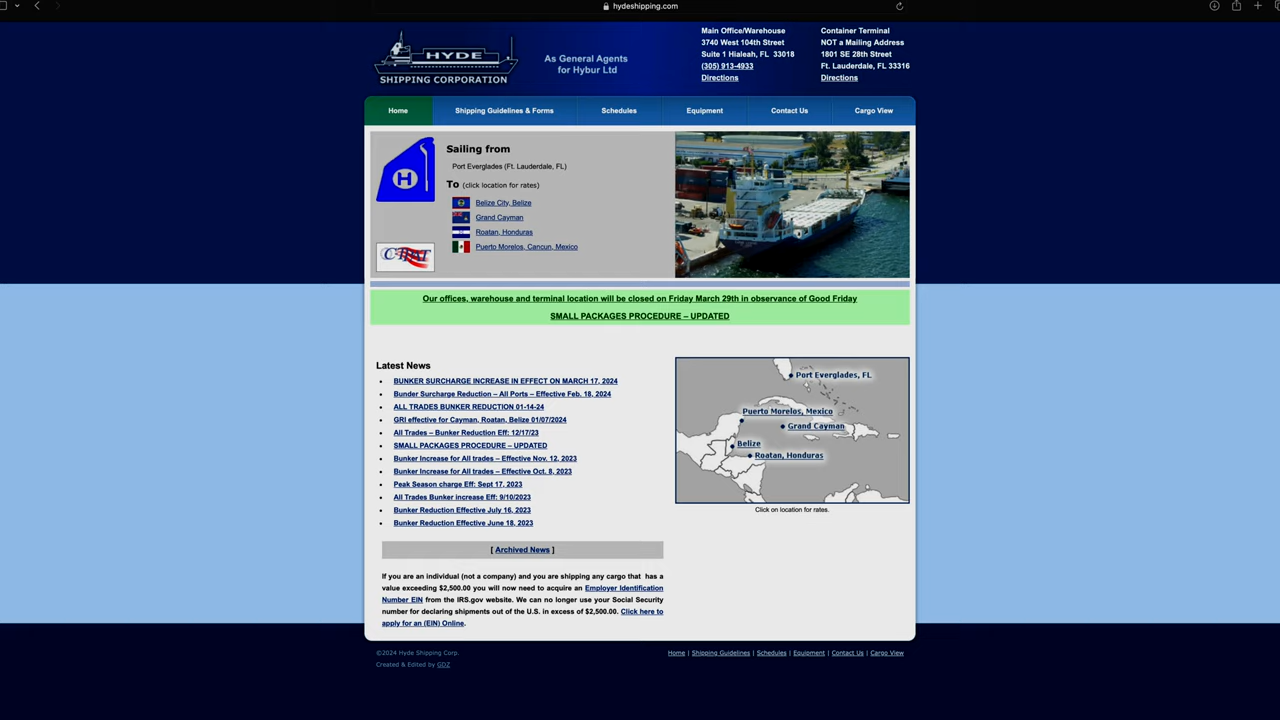 hydeshipping.com
HYDE
SHIPPING CORPORATION
As General Agents
for Hybur Ltd
Main Office/Warehouse
3740 West 104th Street
Suite 1 Hialeah, FL 33018
(305) 913-4933
Directions
Container Terminal
NOT a Mailing Address
1801 SE 28th Street
Ft. Lauderdale, FL 33316
Directions
Home
Shipping Guidelines & Forms
Schedules
Equipment
Contact Us
Cargo View
H
Sailing from
Port Everglades (Ft. Lauderdale, FL)
To (click location for rates)
Belize City, Belize
Grand Cayman
Roatan, Honduras
Puerto Morelos, Cancun, Mexico
Our offices, warehouse and terminal location will be closed on Friday March 29th in observance of Good Friday
SMALL PACKAGES PROCEDURE – UPDATED
Latest News
BUNKER SURCHARGE INCREASE IN EFFECT ON MARCH 17, 2024
Bunder Surcharge Reduction – All Ports – Effective Feb. 18, 2024
ALL TRADES BUNKER REDUCTION 01-14-24
GRI effective for Cayman, Roatan, Belize 01/07/2024
All Trades – Bunker Reduction Eff: 12/17/23
SMALL PACKAGES PROCEDURE – UPDATED
Bunker Increase for All trades – Effective Nov. 12, 2023
Bunker Increase for All trades – Effective Oct. 8, 2023
Peak Season charge Eff: Sept 17, 2023
All Trades Bunker increase Eff: 9/10/2023
Bunker Reduction Effective July 16, 2023
Bunker Reduction Effective June 18, 2023
[ Archived News ]
If you are an individual (not a company) and you are shipping any cargo that has a
value exceeding $2,500.00 you will now need to acquire an Employer Identification
Number EIN from the IRS.gov website. We can no longer use your Social Security
number for declaring shipments out of the U.S. in excess of $2,500.00. Click here to
apply for an (EIN) Online.
Port Everglades, FL
Puerto Morelos, Mexico
Grand Cayman
Belize
Roatan, Honduras
Click on location for rates.
©2024 Hyde Shipping Corp.
Created & Edited by GDZ
Home | Shipping Guidelines | Schedules | Equipment | Contact Us | Cargo View